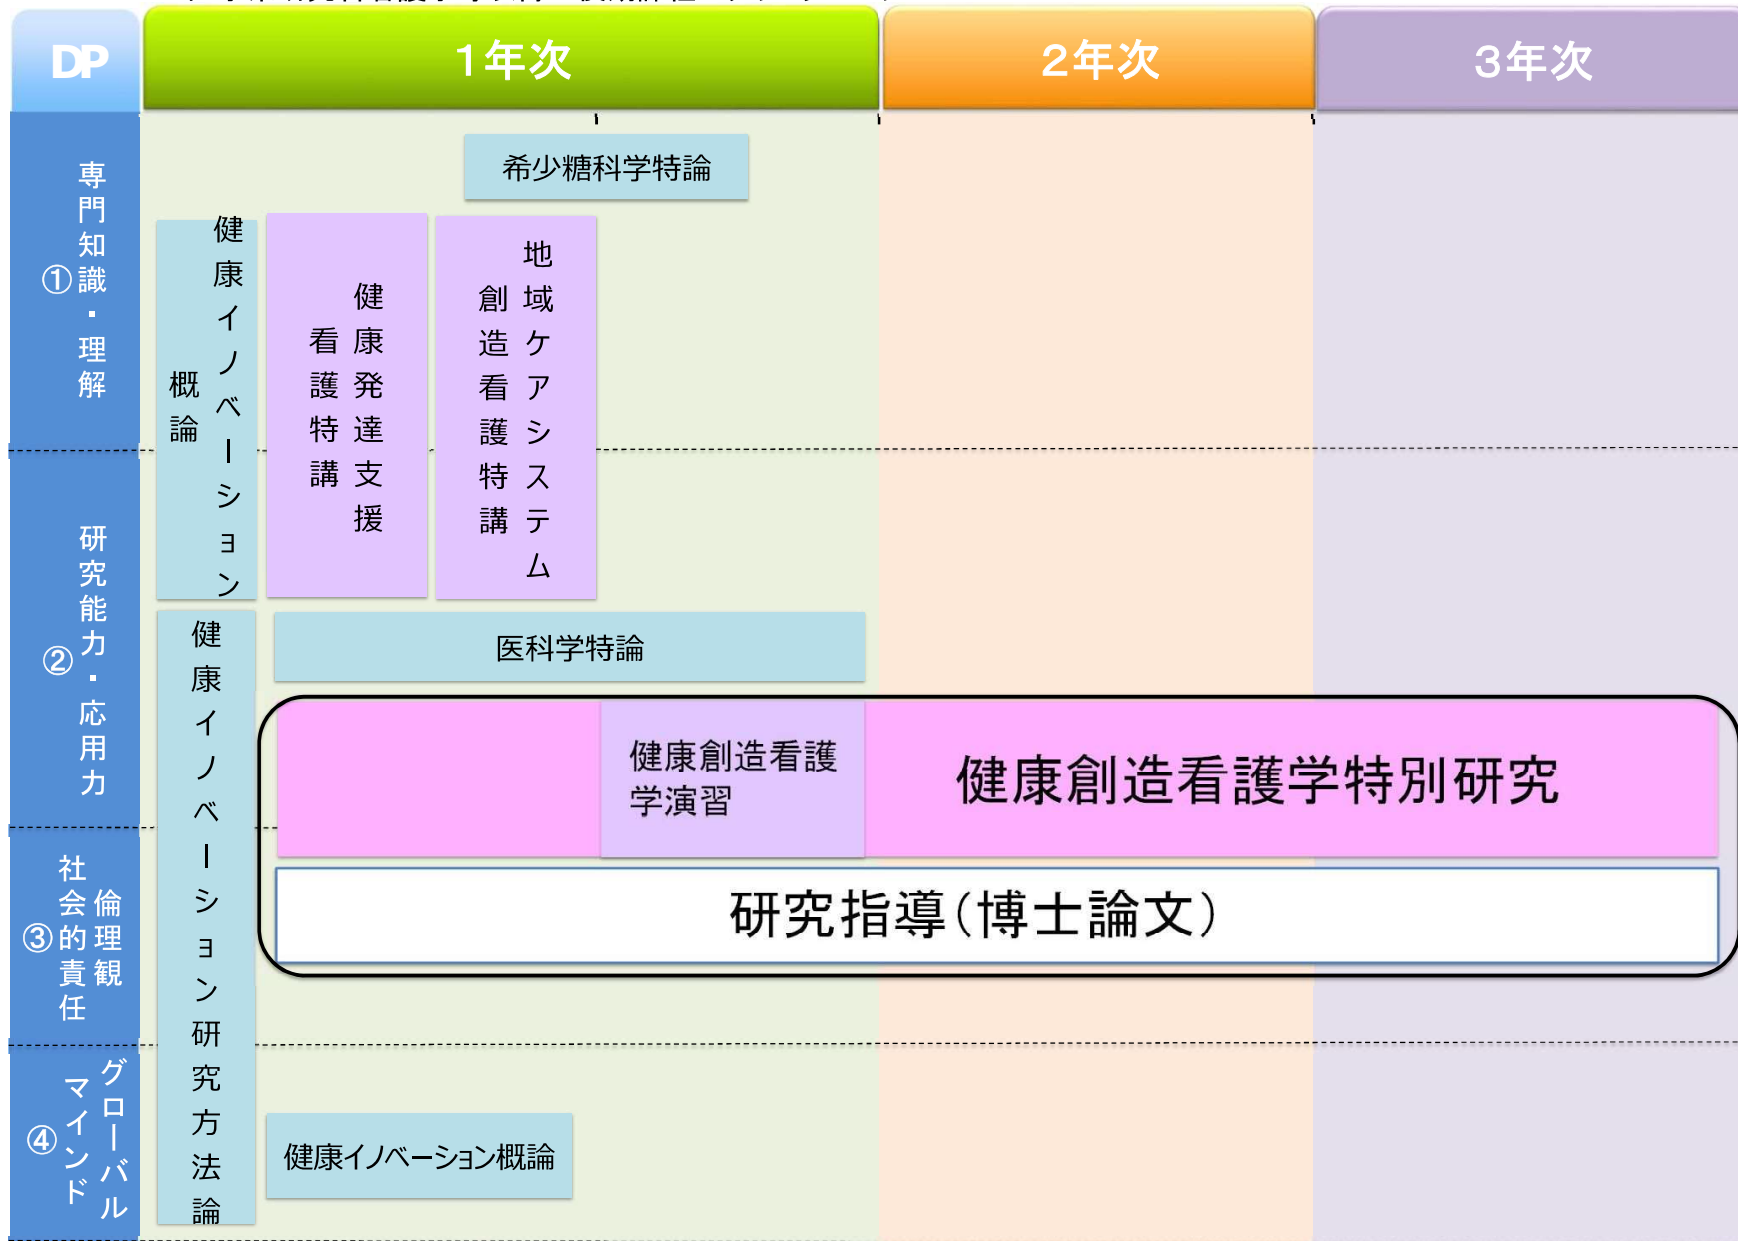 DP
1年次
2年次
3年次
①
専門知識・理解
②
研究能力・応用力
③
倫理観
社会的責任
④
グローバル
マインド
希少糖科学特論
健康イノベーション
概論
健康発達支援
看護特講
地域ケアシステム
創造看護特講
医科学特論
健康イノベーション研究方法論
健康創造看護
学演習
健康創造看護学特別研究
研究指導(博士論文)
健康イノベーション概論